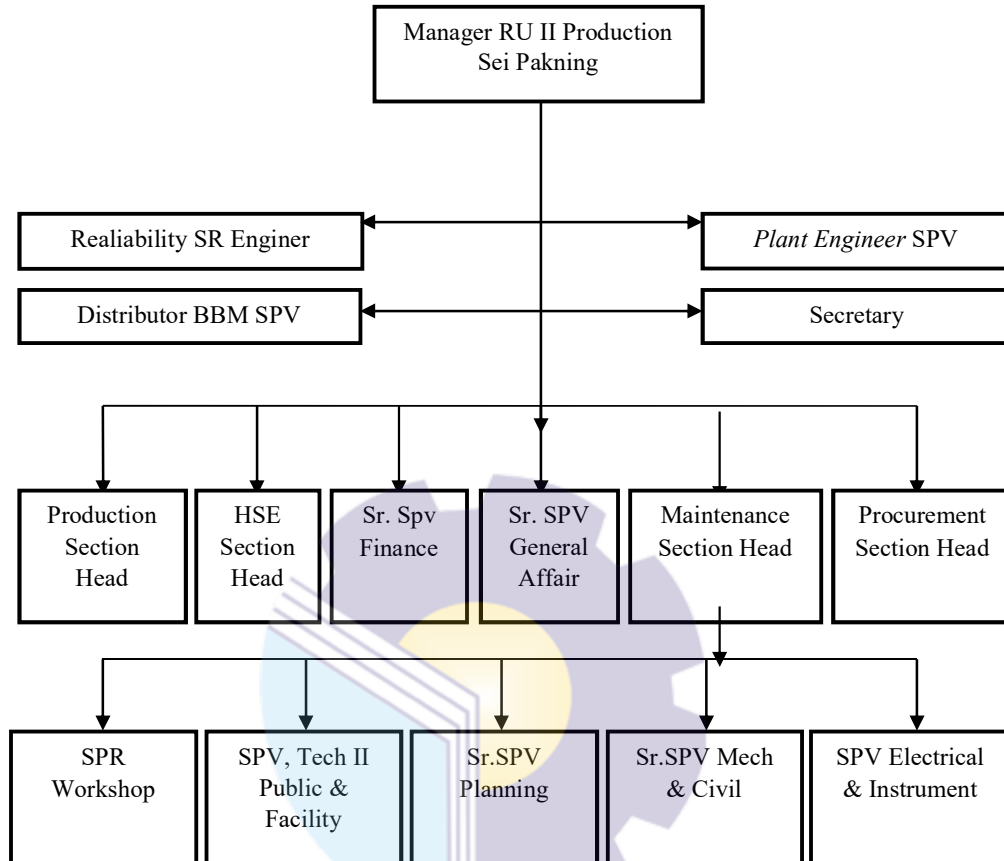 Manager RU II Production
Sei Pakning
Realiability SR Enginer
Plant Engineer SPV
Distributor BBM SPV
Secretary
Production
Section
Head
HSE
Section
Head
Sr. Spv
Finance
Sr. SPV
General
Affair
Maintenance
Section Head
Procurement
Section Head
SPR
Workshop
SPV, Tech II
Public &
Facility
Sr.SPV
Planning
Sr.SPV Mech
& Civil
SPV Electrical
& Instrument